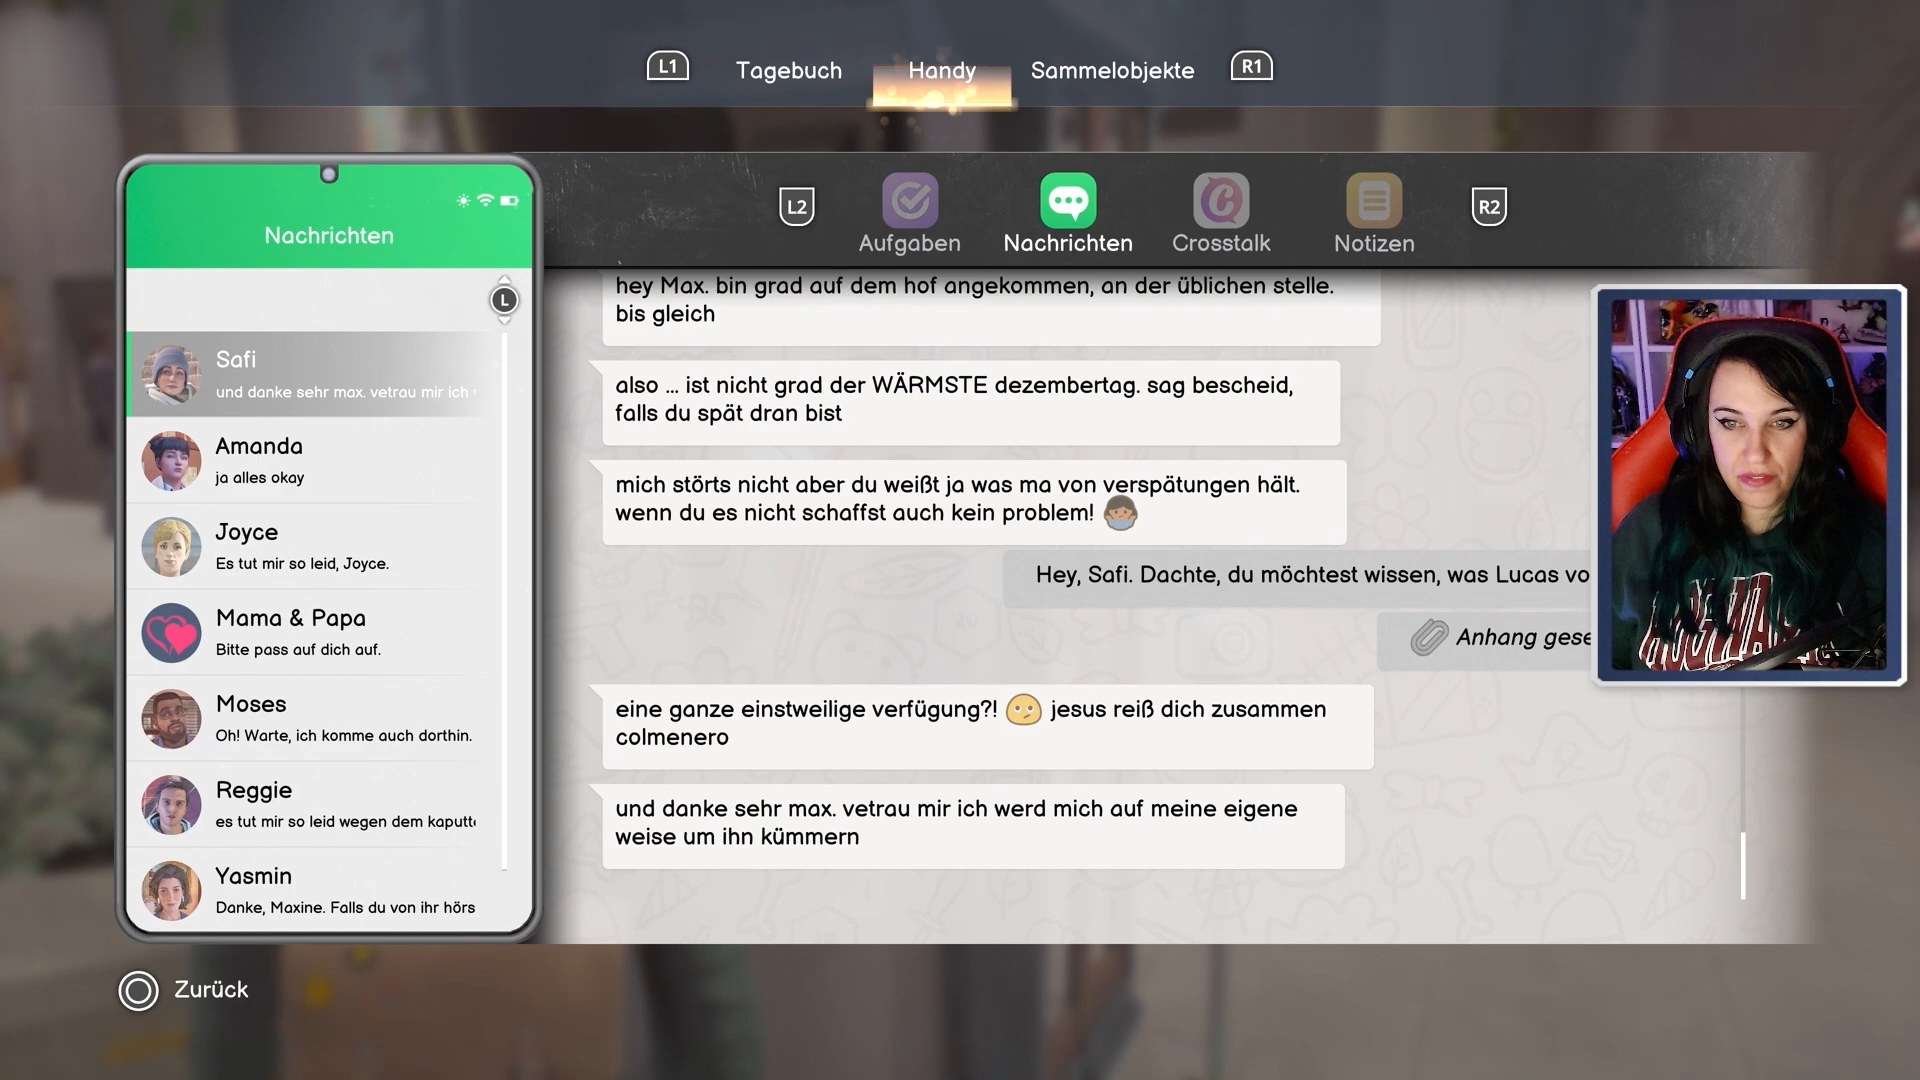 L1 Tagebuch Handy Sammelobjekte R1
L2 Aufgaben Nachrichten Crosstalk Notizen R2
Nachrichten
L
Safi
und danke sehr max. vetrau mir ich
Amanda
ja alles okay
Joyce
Es tut mir so leid, Joyce.
Mama & Papa
Bitte pass auf dich auf.
Moses
Oh! Warte, ich komme auch dorthin.
Reggie
es tut mir so leid wegen dem kaputt
Yasmin
Danke, Maxine. Falls du von ihr hörs
hey Max. bin grad auf dem hof angekommen, an der üblichen stelle.
bis gleich
also ... ist nicht grad der WÄRMSTE dezembertag. sag bescheid,
falls du spät dran bist
mich störts nicht aber du weißt ja was ma von verspätungen hält.
wenn du es nicht schaffst auch kein problem!
Hey, Safi. Dachte, du möchtest wissen, was Lucas vo
Anhang gese
eine ganze einstweilige verfügung?! jesus reiß dich zusammen
colmenero
und danke sehr max. vetrau mir ich werd mich auf meine eigene
weise um ihn kümmern
Zurück